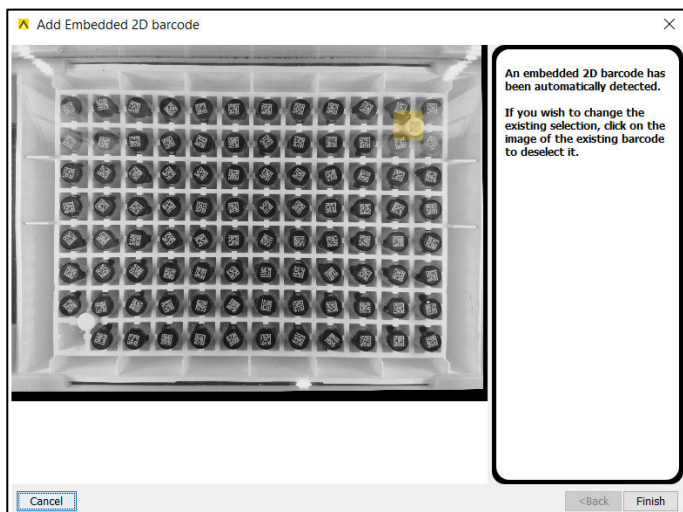 Add Embedded 2D barcode
An embedded 2D barcode has
been automatically detected.
If you wish to change the
existing selection, click on the
image of the existing barcode
to deselect it.
Cancel
<Back
Finish